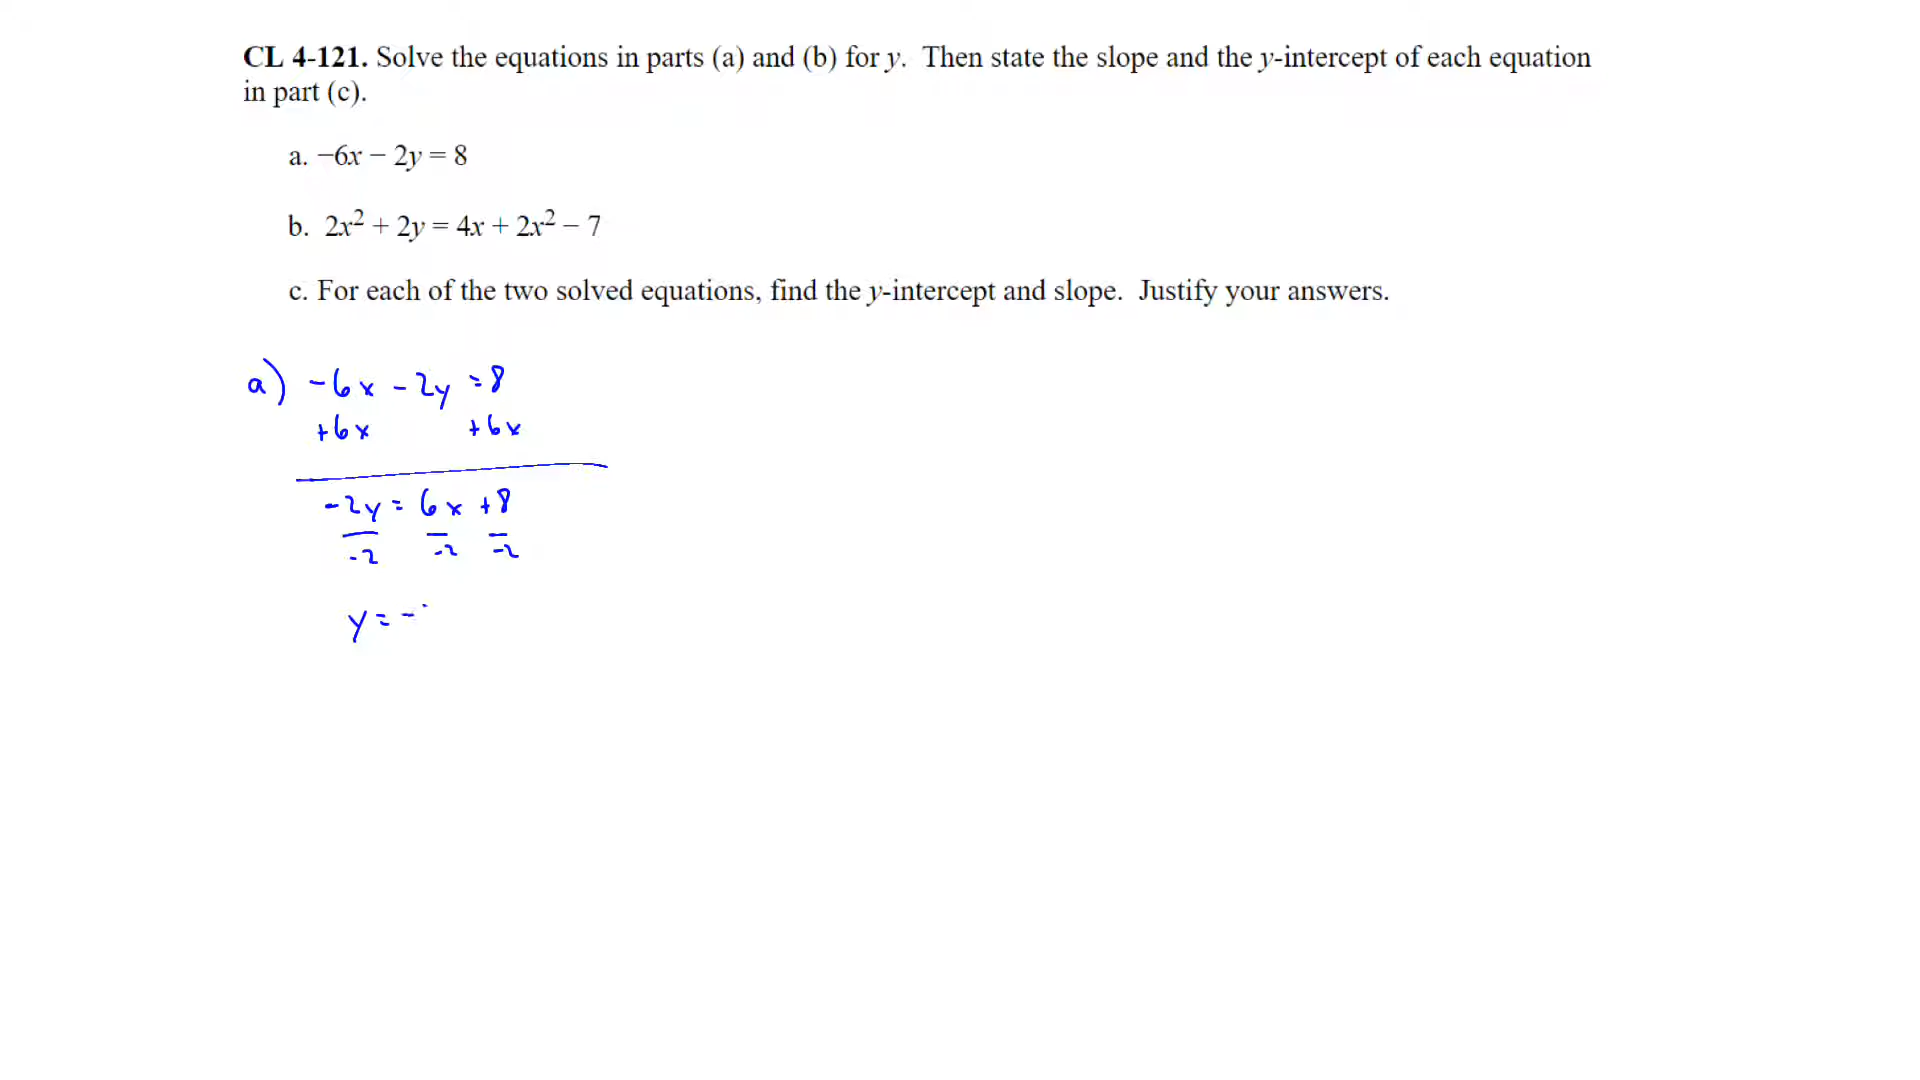 CL 4-121. Solve the equations in parts (a) and (b) for y. Then state the slope and the y-intercept of each equation
in part (c).
a. −6x − 2y = 8
b. 2x² + 2y = 4x + 2x² − 7
c. For each of the two solved equations, find the y-intercept and slope. Justify your answers.
a) -6x - 2y = 8
+6x +6x
-2y = 6x + 8
-2 -2 -2
y = -